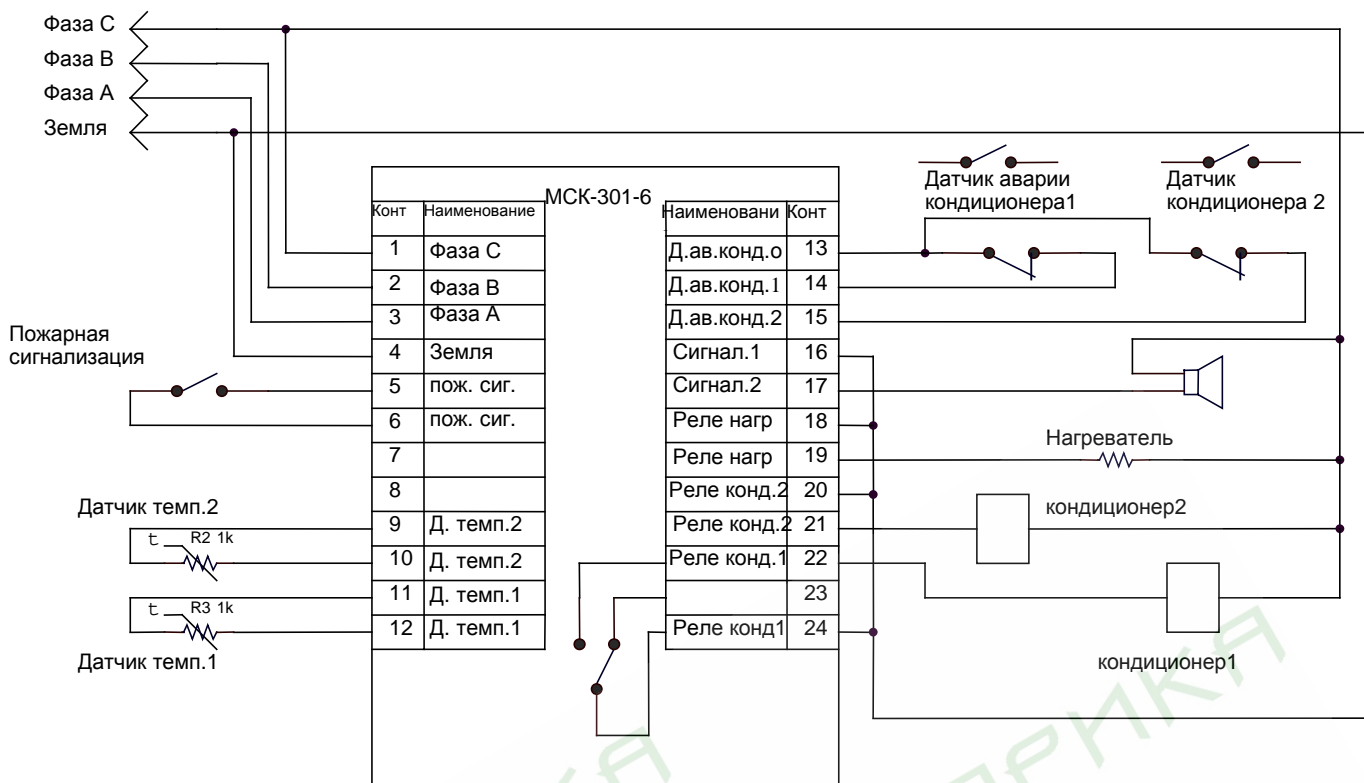 Фаза C
Фаза B
Фаза A
Земля
МСК-301-6
Датчик аварии
кондиционера1
Датчик
кондиционера 2
Конт Наименование
1 Фаза C
2 Фаза B
3 Фаза A
4 Земля
5 пож. сиг.
6 пож. сиг.
7
8
9 Д. темп.2
10 Д. темп.2
11 Д. темп.1
12 Д. темп.1
Наименовани Конт
Д.ав.конд.о 13
Д.ав.конд.1 14
Д.ав.конд.2 15
Сигнал.1 16
Сигнал.2 17
Реле нагр 18
Реле нагр 19
Реле конд.2 20
Реле конд.2 21
Реле конд.1 22
23
Реле конд1 24
Пожарная
сигнализация
Датчик темп.2
t R2 1k
t R3 1k
Датчик темп.1
Нагреватель
кондиционер2
кондиционер1